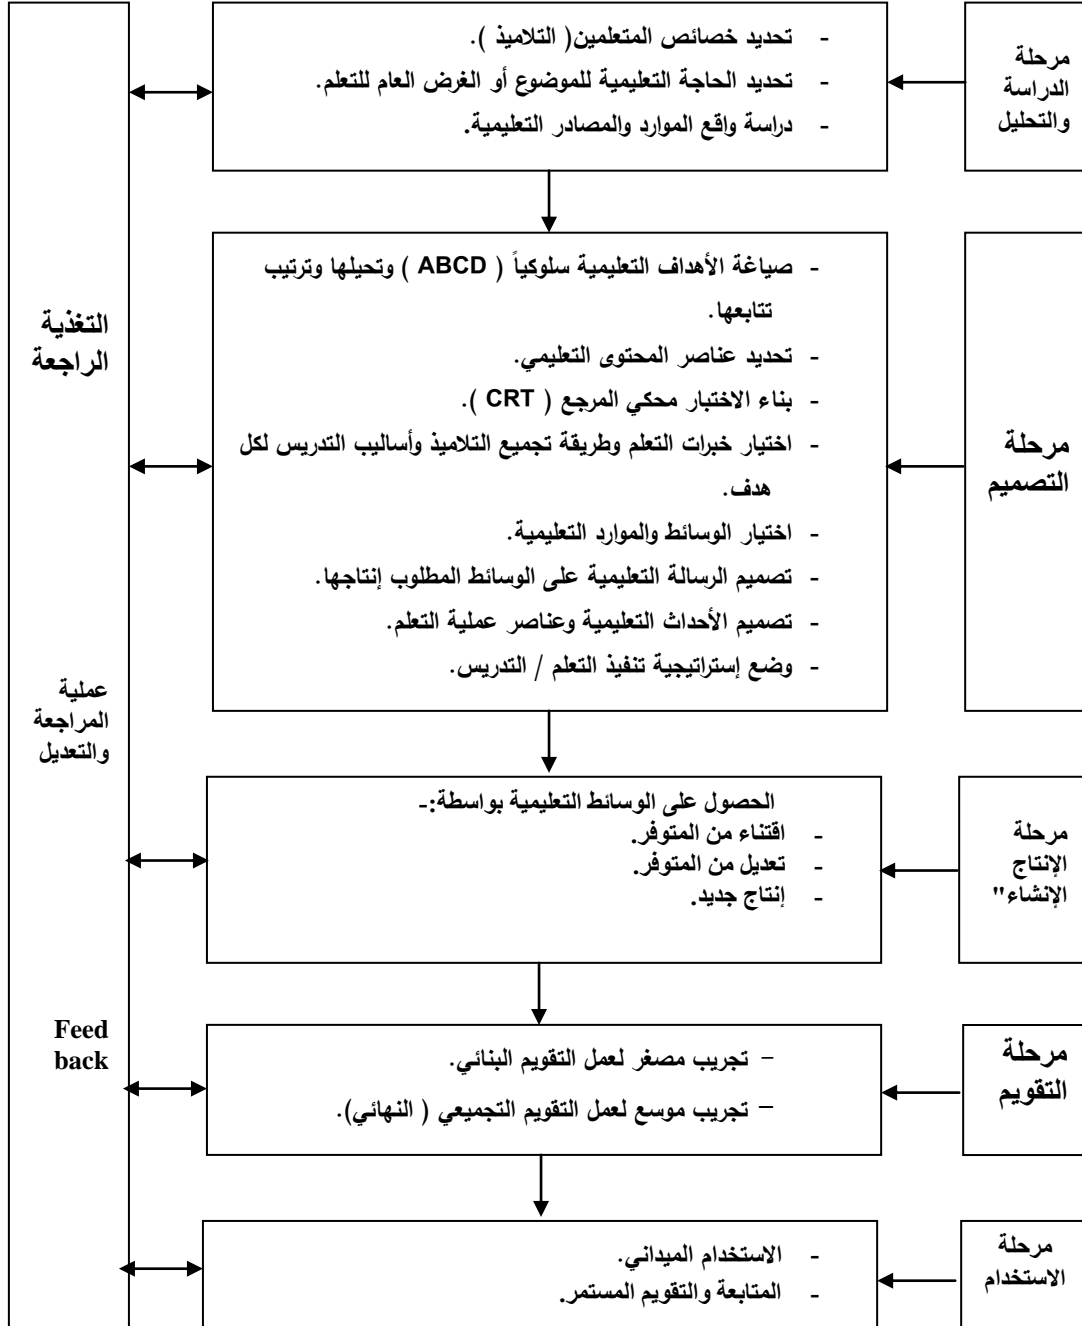 مرحلة
الدراسة
والتحليل
- تحديد خصائص المتعلمين( التلاميذ ).
- تحديد الحاجة التعليمية للموضوع أو الغرض العام للتعلم.
- دراسة واقع الموارد والمصادر التعليمية.
مرحلة
التصميم
- صياغة الأهداف التعليمية سلوكياً ( ABCD ) وتحيلها وترتيب
تتابعها.
- تحديد عناصر المحتوى التعليمي.
- بناء الاختبار محكي المرجع ( CRT ).
- اختيار خبرات التعلم وطريقة تجميع التلاميذ وأساليب التدريس لكل
هدف.
- اختيار الوسائط والموارد التعليمية.
- تصميم الرسالة التعليمية على الوسائط المطلوب إنتاجها.
- تصميم الأحداث التعليمية وعناصر عملية التعلم.
- وضع إستراتيجية تنفيذ التعلم / التدريس.
مرحلة
الإنتاج
الإنشاء"
الحصول على الوسائط التعليمية بواسطة:-
- اقتناء من المتوفر.
- تعديل من المتوفر.
- إنتاج جديد.
مرحلة
التقويم
- تجريب مصغر لعمل التقويم البنائي.
- تجريب موسع لعمل التقويم التجميعي ( النهائي).
مرحلة
الاستخدام
- الاستخدام الميداني.
- المتابعة والتقويم المستمر.
التغذية
الراجعة
عملية
المراجعة
والتعديل
Feed
back